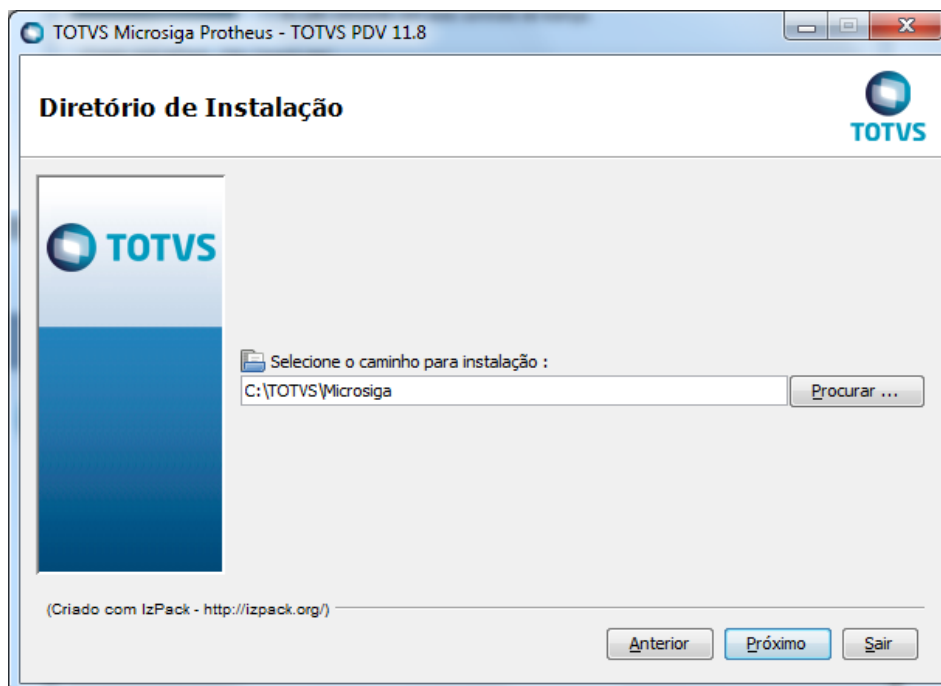 TOTVS Microsiga Protheus - TOTVS PDV 11.8
Diretório de Instalação
TOTVS
TOTVS
Selecione o caminho para instalação :
C:\TOTVS\Microsiga
Procurar ...
(Criado com IzPack - http://izpack.org/)
Anterior
Próximo
Sair